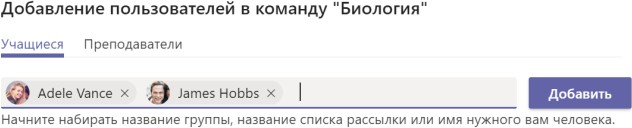 Добавление пользователей в команду "Биология"
Учащиеся Преподаватели
Adele Vance × James Hobbs × Добавить
Начните набирать название группы, название списка рассылки или имя нужного вам человека.